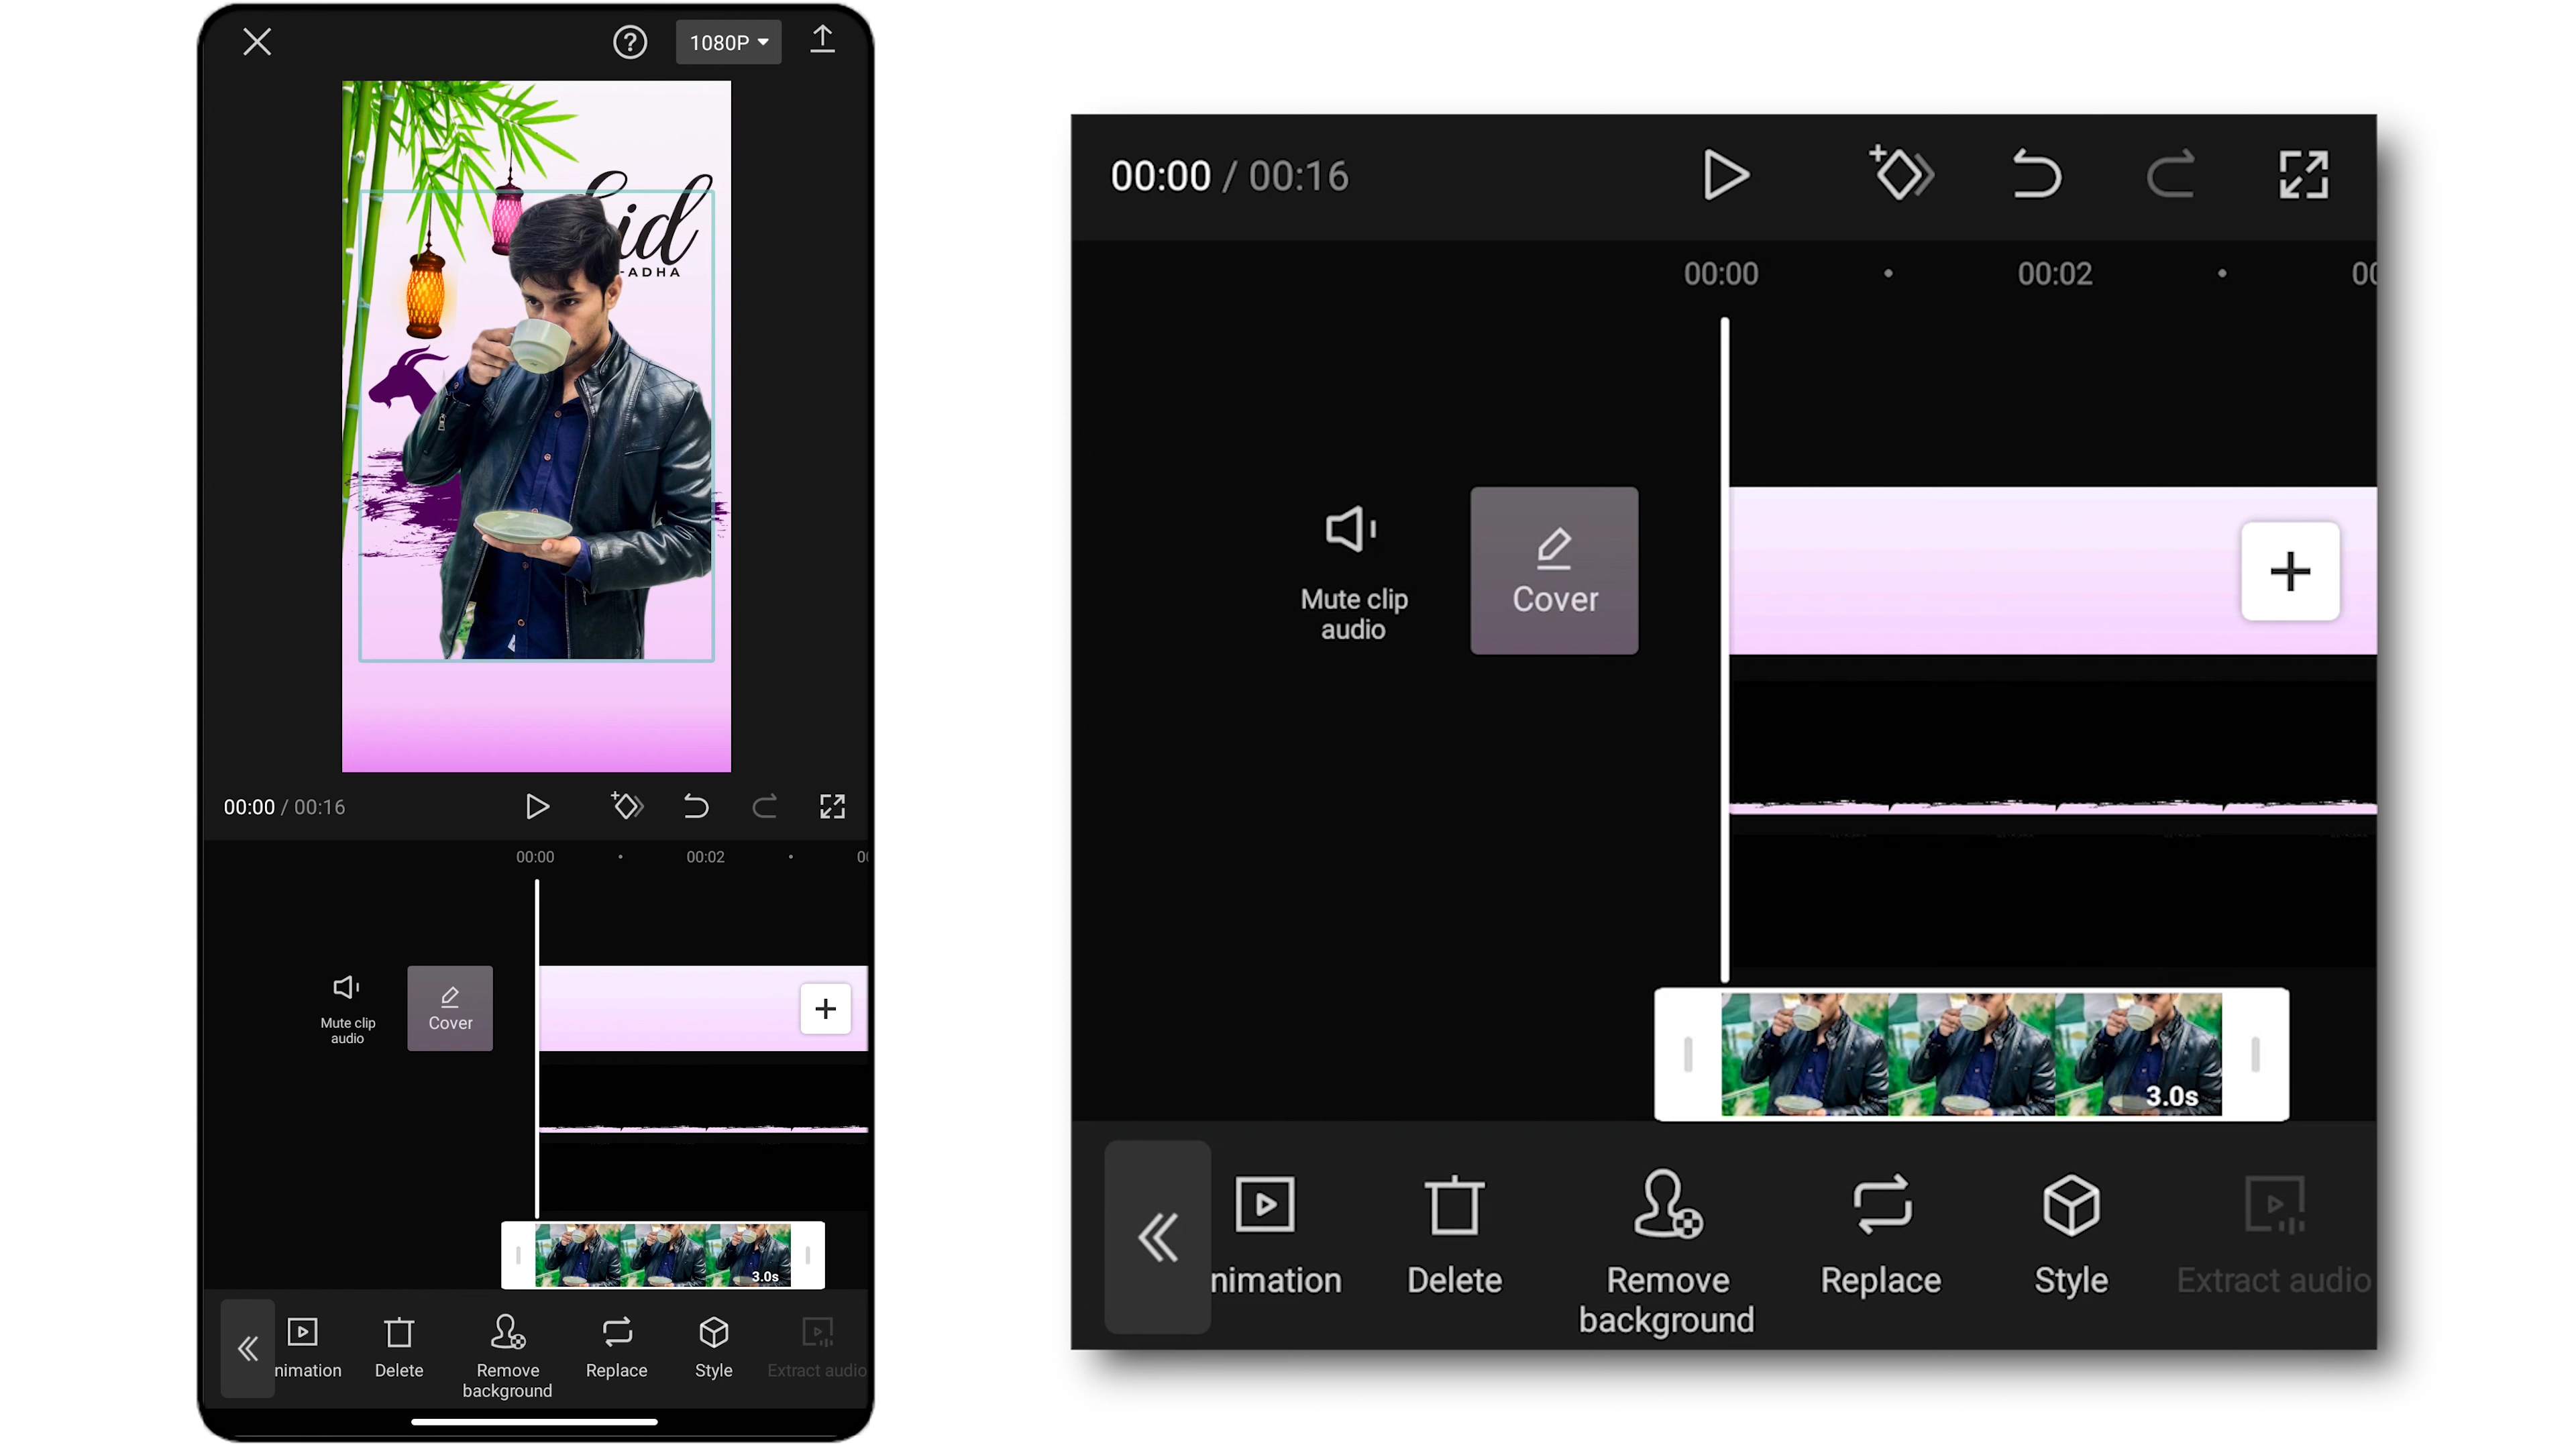 1080P
id
-ADHA
00:00 / 00:16
00:00 00:02
Mute clip
audio
Cover
3.0s
nimation Delete Remove
background Replace Style Extract audio
00:00 / 00:16
00:00 00:02
Mute clip
audio
Cover
3.0s
nimation Delete Remove
background Replace Style Extract audio